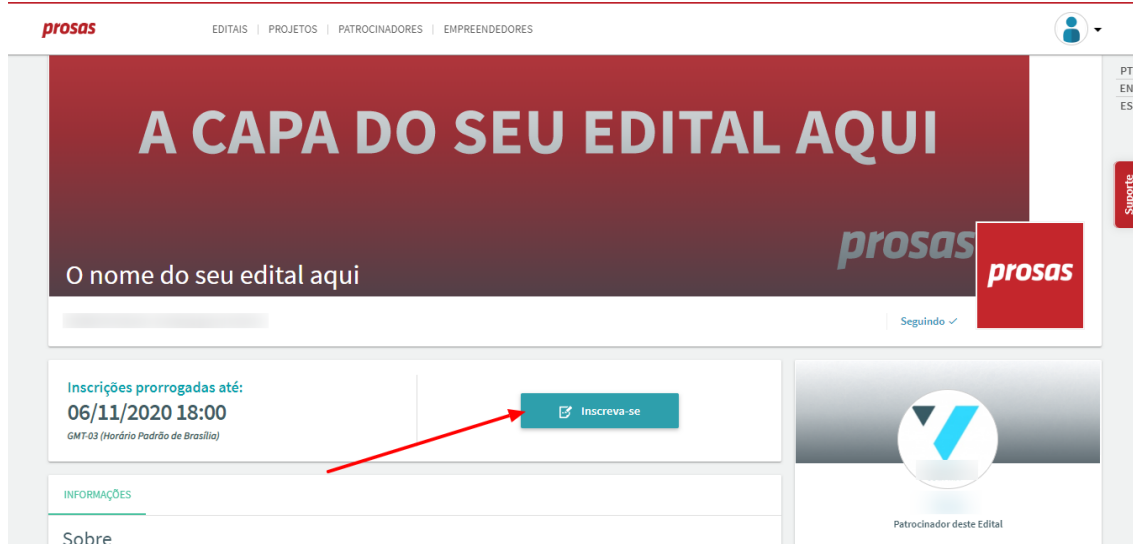 prosas
EDITAIS | PROJETOS | PATROCINADORES | EMPREENDEDORES
PT
EN
ES
A CAPA DO SEU EDITAL AQUI
Suporte
prosas
prosas
O nome do seu edital aqui
Seguindo
Inscrições prorrogadas até:
06/11/2020 18:00
GMT-03 (Horário Padrão de Brasília)
Inscreva-se
INFORMAÇÕES
Sobre
Patrocinador deste Edital